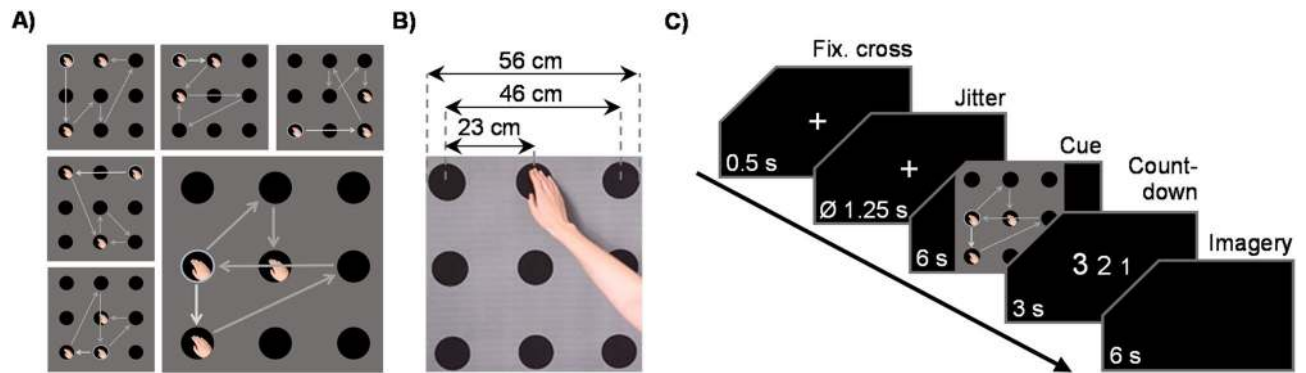 A)
B)
56 cm
46 cm
23 cm
C)
Fix. cross
0.5 s
Jitter
Ø 1.25 s
Cue
6 s
Count-
down
3 2 1
3 s
Imagery
6 s